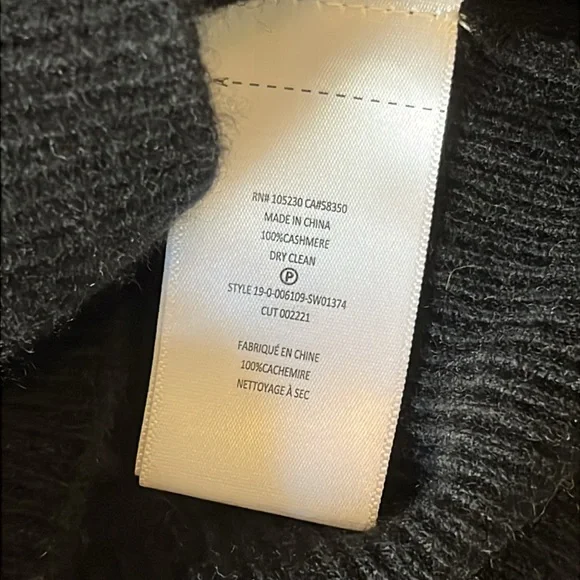 RN# 105230 CA#58350
MADE IN CHINA
100%CASHMERE
DRY CLEAN
P
STYLE 19-0-006109-SW01374
CUT 002221
FABRIQUÉ EN CHINE
100%CACHEMIRE
NETTOYAGE À SEC